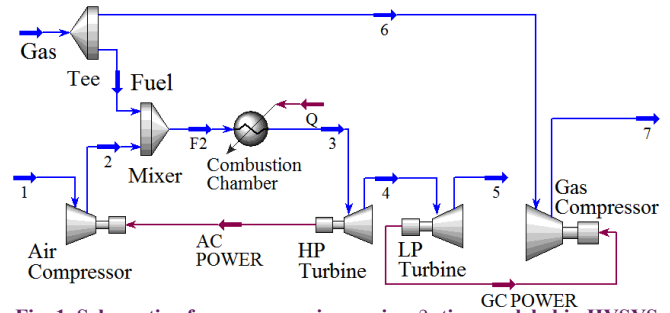 6
Gas
Tee
Fuel
7
2
F2
Q
3
Combustion
Chamber
Mixer
1
4
5
Gas
Compressor
Air
Compressor
AC
POWER
HP
Turbine
LP
Turbine
GC POWER